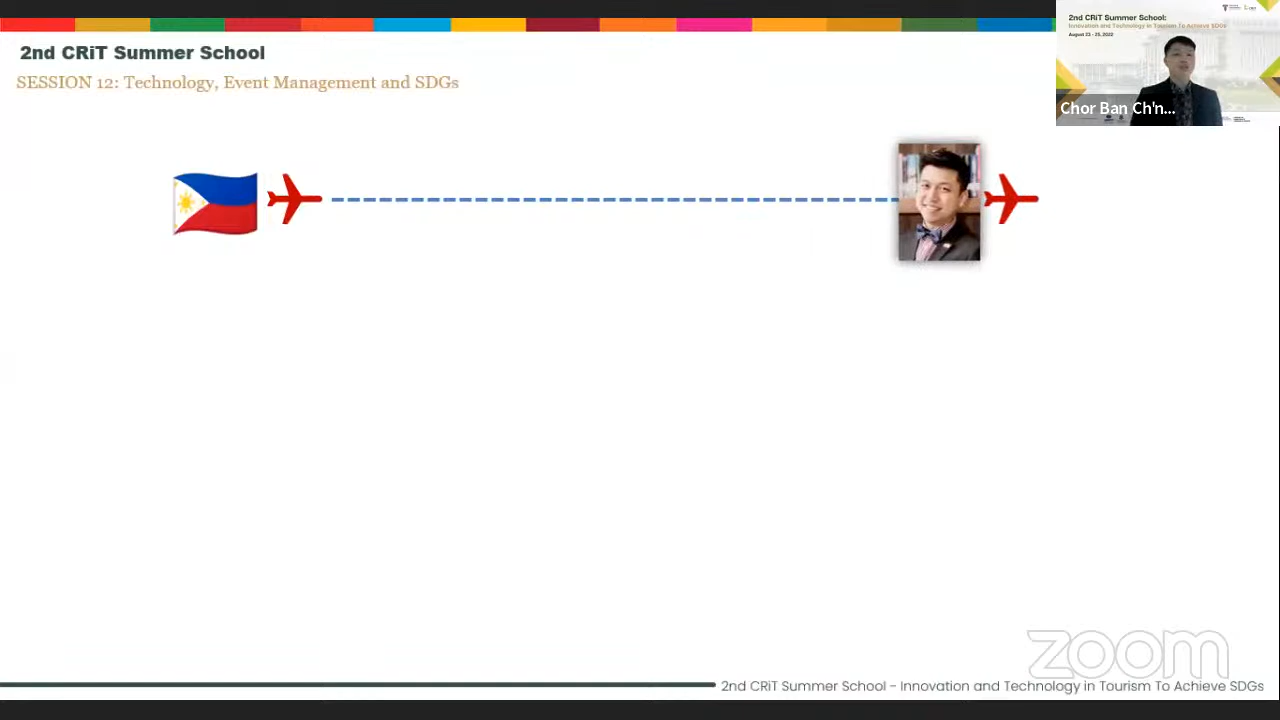 2nd CRiT Summer School
SESSION 12: Technology, Event Management and SDGs
2nd CRiT Summer School:
Innovation and Technology in Tourism To Achieve SDGs
August 23 - 25, 2022
Chor Ban Ch'n...
zoom
2nd CRiT Summer School - Innovation and Technology in Tourism To Achieve SDGs